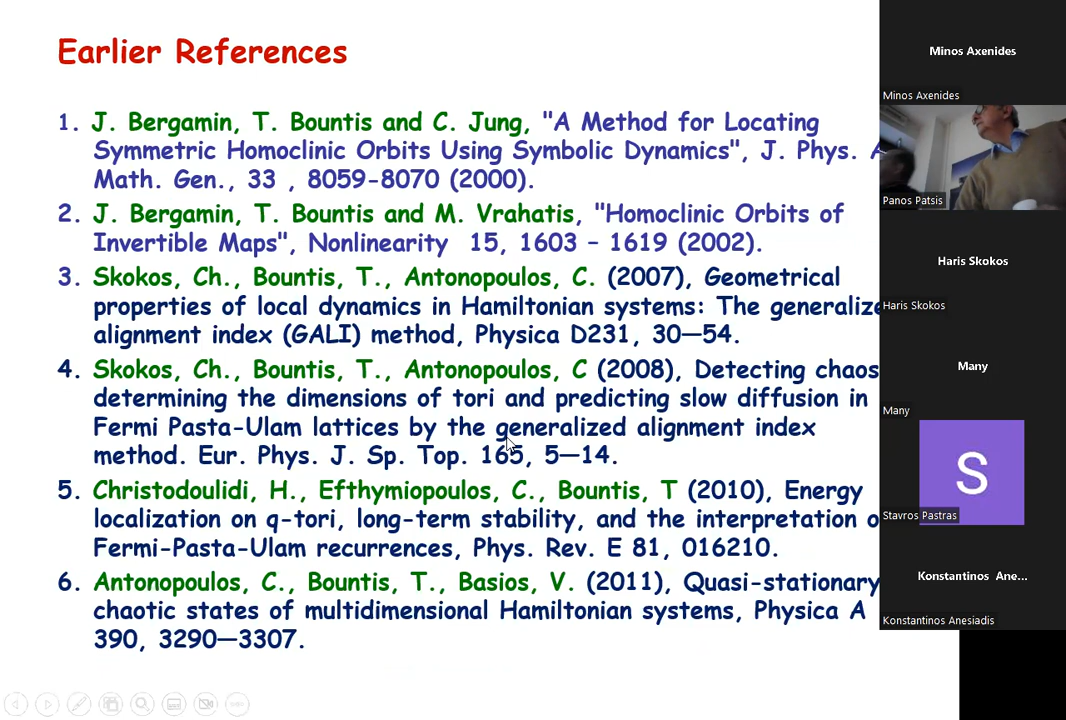 Earlier References
1. J. Bergamin, T. Bountis and C. Jung, "A Method for Locating
Symmetric Homoclinic Orbits Using Symbolic Dynamics", J. Phys. A
Math. Gen., 33 , 8059-8070 (2000).
2. J. Bergamin, T. Bountis and M. Vrahatis, "Homoclinic Orbits of
Invertible Maps", Nonlinearity 15, 1603 – 1619 (2002).
3. Skokos, Ch., Bountis, T., Antonopoulos, C. (2007), Geometrical
properties of local dynamics in Hamiltonian systems: The generalize
alignment index (GALI) method, Physica D231, 30—54.
4. Skokos, Ch., Bountis, T., Antonopoulos, C (2008), Detecting chaos
determining the dimensions of tori and predicting slow diffusion in
Fermi Pasta-Ulam lattices by the generalized alignment index
method. Eur. Phys. J. Sp. Top. 165, 5—14.
5. Christodoulidi, H., Efthymiopoulos, C., Bountis, T (2010), Energy
localization on q-tori, long-term stability, and the interpretation o
Fermi-Pasta-Ulam recurrences, Phys. Rev. E 81, 016210.
6. Antonopoulos, C., Bountis, T., Basios, V. (2011), Quasi-stationary
chaotic states of multidimensional Hamiltonian systems, Physica A
390, 3290—3307.
Minos Axenides
Minos Axenides
Panos Patsis
Haris Skokos
Haris Skokos
Many
Many
S
Stavros Pastras
Konstantinos Ane...
Konstantinos Anesiadis